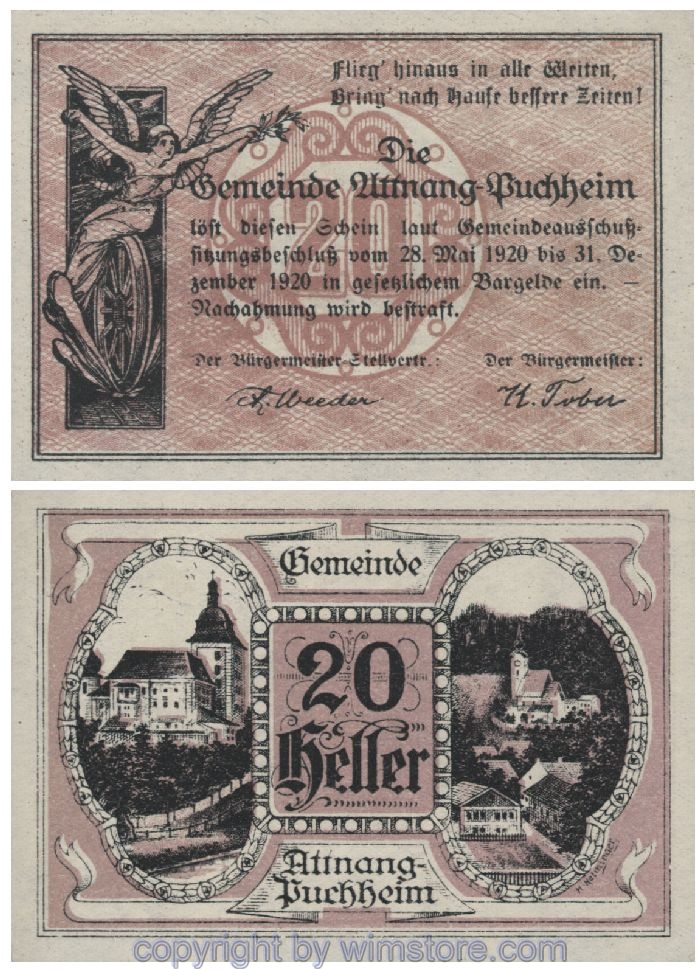 Flieg' hinaus in alle Weiten,
Bring' nach Hause bessere Zeiten!
Die
Gemeinde Attnang-Puchheim
20
löst diesen Schein laut Gemeindeausschuß-
sitzungsbeschluß vom 28. Mai 1920 bis 31. De-
zember 1920 in gesetzlichem Bargelde ein. —
Nachahmung wird bestraft.
Der Bürgermeister-Stellvertr.: Der Bürgermeister:
Gemeinde
20
Heller
Attnang-
Puchheim
copyright by wimstore.com